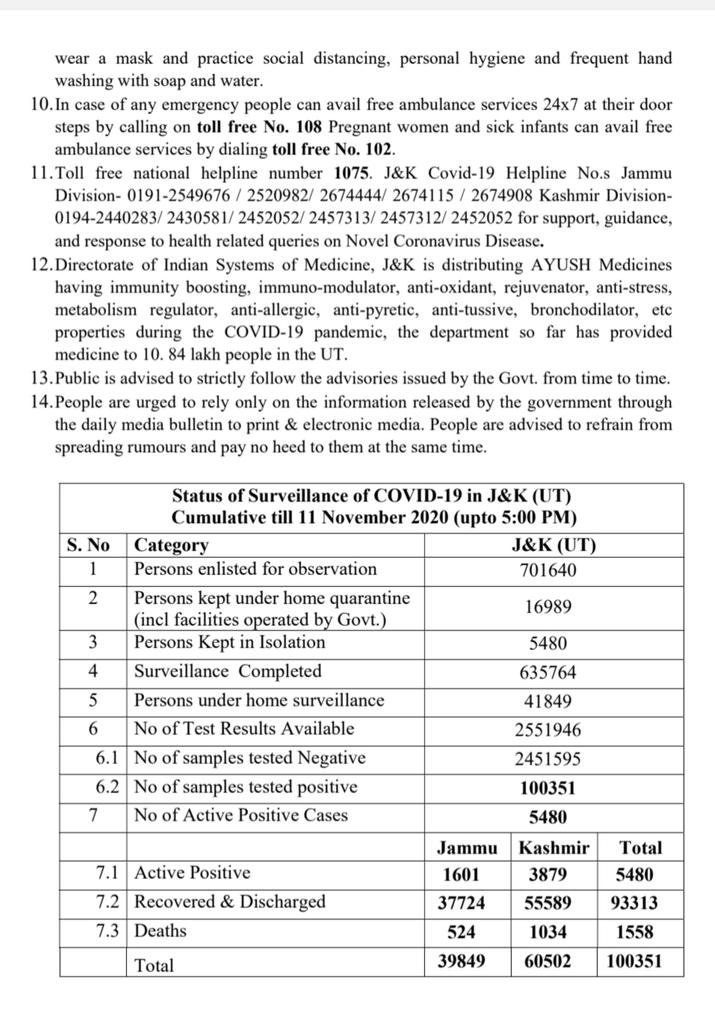 wear a mask and practice social distancing, personal hygiene and frequent hand
washing with soap and water.
10. In case of any emergency people can avail free ambulance services 24x7 at their door
steps by calling on toll free No. 108 Pregnant women and sick infants can avail free
ambulance services by dialing toll free No. 102.
11. Toll free national helpline number 1075. J&K Covid-19 Helpline No.s Jammu
Division- 0191-2549676 / 2520982/ 2674444/ 2674115 / 2674908 Kashmir Division-
0194-2440283/ 2430581/ 2452052/ 2457313/ 2457312/ 2452052 for support, guidance,
and response to health related queries on Novel Coronavirus Disease.
12. Directorate of Indian Systems of Medicine, J&K is distributing AYUSH Medicines
having immunity boosting, immuno-modulator, anti-oxidant, rejuvenator, anti-stress,
metabolism regulator, anti-allergic, anti-pyretic, anti-tussive, bronchodilator, etc
properties during the COVID-19 pandemic, the department so far has provided
medicine to 10. 84 lakh people in the UT.
13. Public is advised to strictly follow the advisories issued by the Govt. from time to time.
14. People are urged to rely only on the information released by the government through
the daily media bulletin to print & electronic media. People are advised to refrain from
spreading rumours and pay no heed to them at the same time.
Status of Surveillance of COVID-19 in J&K (UT)
Cumulative till 11 November 2020 (upto 5:00 PM)
S. No Category J&K (UT)
1 Persons enlisted for observation 701640
2 Persons kept under home quarantine
(incl facilities operated by Govt.) 16989
3 Persons Kept in Isolation 5480
4 Surveillance Completed 635764
5 Persons under home surveillance 41849
6 No of Test Results Available 2551946
6.1 No of samples tested Negative 2451595
6.2 No of samples tested positive 100351
7 No of Active Positive Cases 5480
Jammu Kashmir Total
7.1 Active Positive 1601 3879 5480
7.2 Recovered & Discharged 37724 55589 93313
7.3 Deaths 524 1034 1558
Total 39849 60502 100351